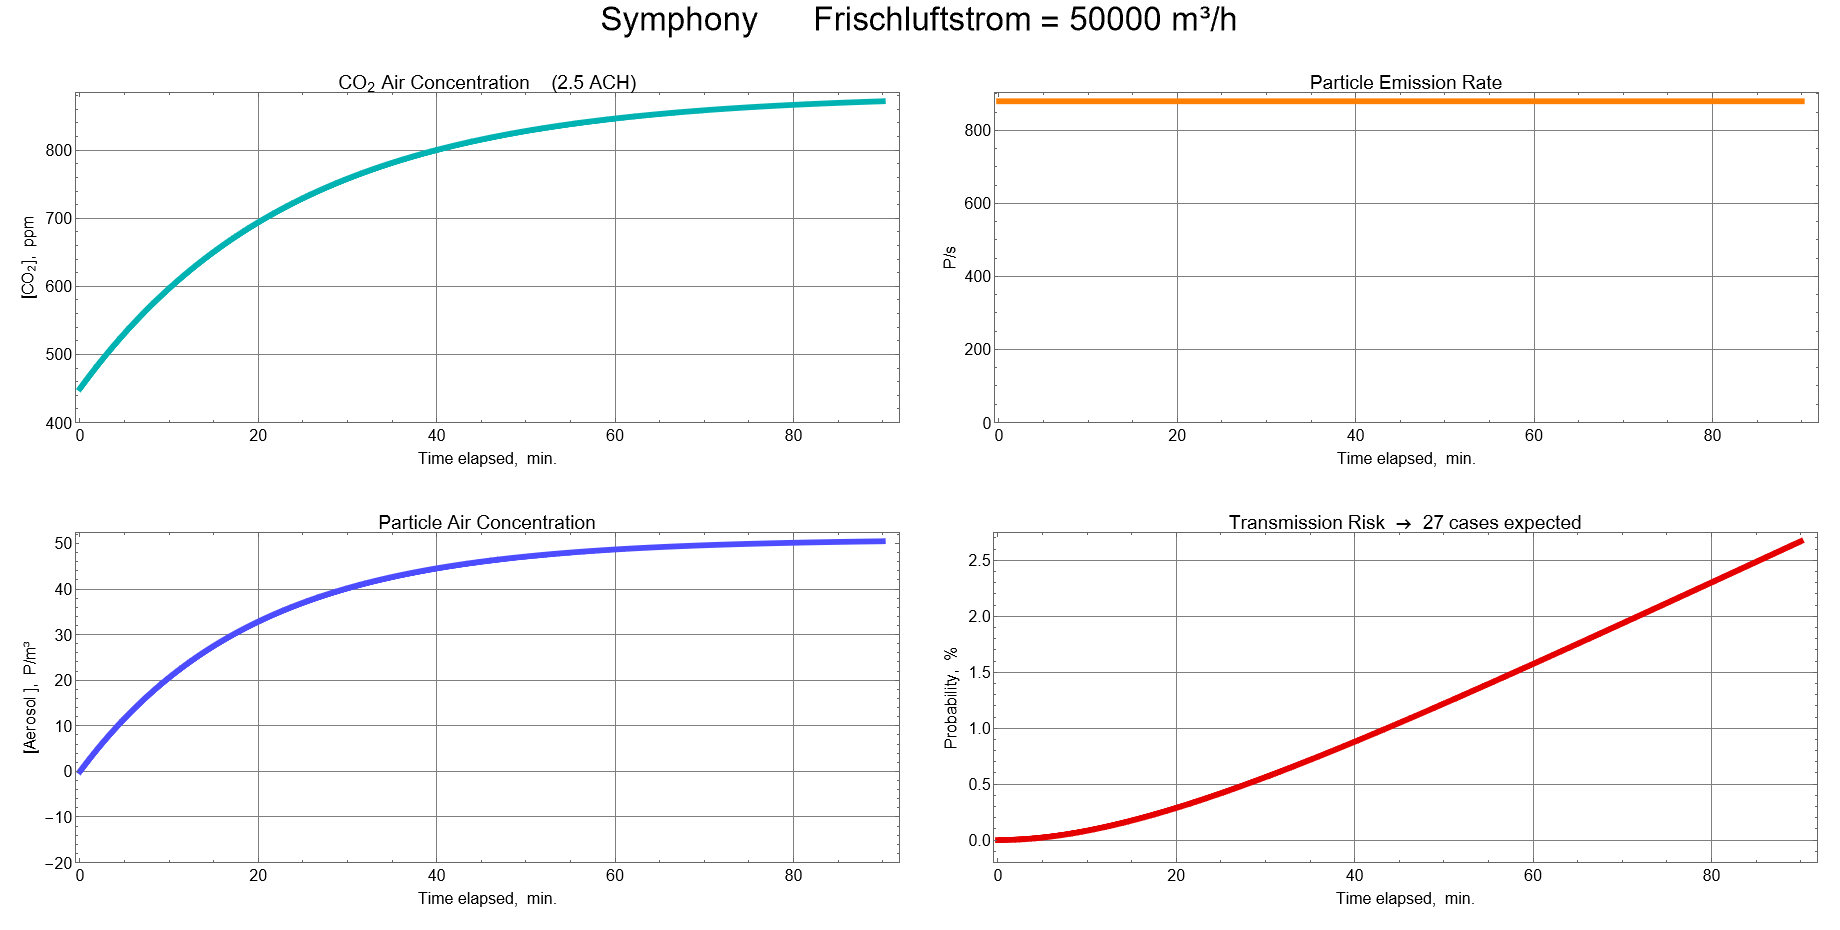 Symphony Frischluftstrom = 50000 m³/h
CO₂ Air Concentration (2.5 ACH)
[CO₂], ppm
800
700
600
500
400
0 20 40 60 80
Time elapsed, min.
Particle Emission Rate
P/s
800
600
400
200
0
0 20 40 60 80
Time elapsed, min.
Particle Air Concentration
[Aerosol ], P/m³
50
40
30
20
10
0
−10
−20
0 20 40 60 80
Time elapsed, min.
Transmission Risk → 27 cases expected
Probability, %
2.5
2.0
1.5
1.0
0.5
0.0
0 20 40 60 80
Time elapsed, min.